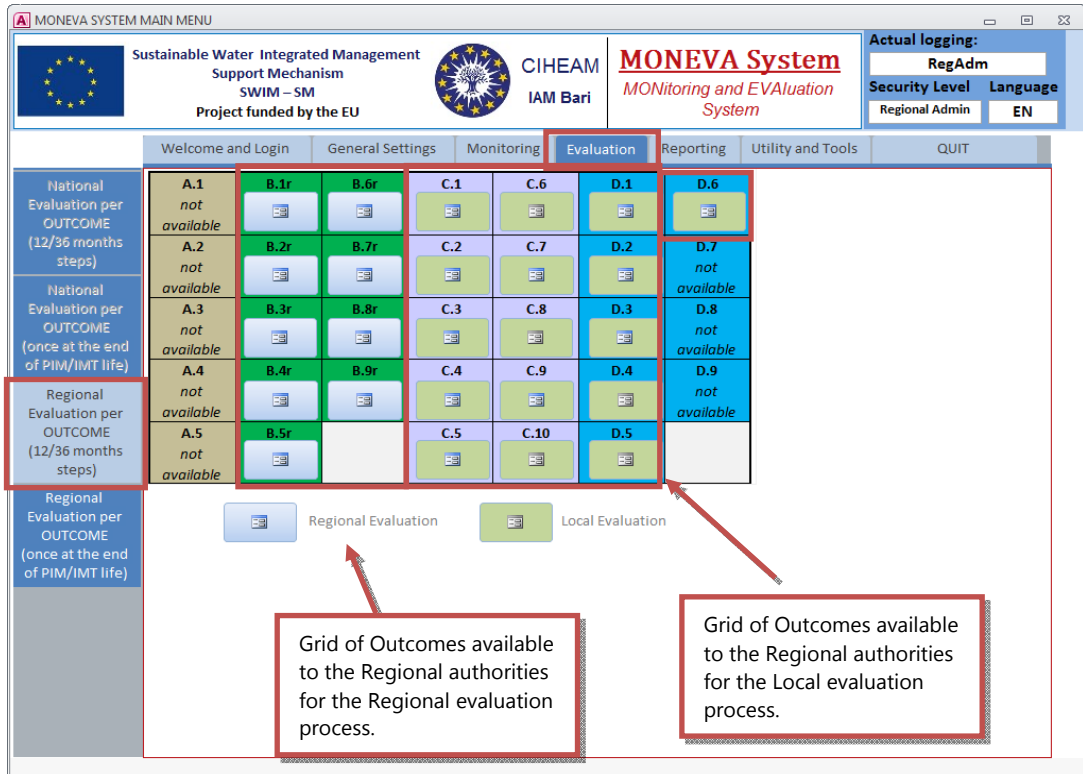 MONEVA SYSTEM MAIN MENU
Sustainable Water Integrated Management
Support Mechanism
SWIM – SM
Project funded by the EU
CIHEAM
IAM Bari
MONEVA System
MONitoring and EVAluation
System
Actual logging:
RegAdm
Security Level Language
Regional Admin EN
Welcome and Login General Settings Monitoring Evaluation Reporting Utility and Tools QUIT
National
Evaluation per
OUTCOME
(12/36 months
steps)
National
Evaluation per
OUTCOME
(once at the end
of PIM/IMT life)
Regional
Evaluation per
OUTCOME
(12/36 months
steps)
Regional
Evaluation per
OUTCOME
(once at the end
of PIM/IMT life)
A.1 B.1r B.6r C.1 C.6 D.1 D.6
not
available
A.2 B.2r B.7r C.2 C.7 D.2 D.7
not not
available available
A.3 B.3r B.8r C.3 C.8 D.3 D.8
not not
available available
A.4 B.4r B.9r C.4 C.9 D.4 D.9
not not
available available
A.5 B.5r C.5 C.10 D.5
not
available
Regional Evaluation Local Evaluation
Grid of Outcomes available
to the Regional authorities
for the Regional evaluation
process.
Grid of Outcomes available
to the Regional authorities
for the Local evaluation
process.